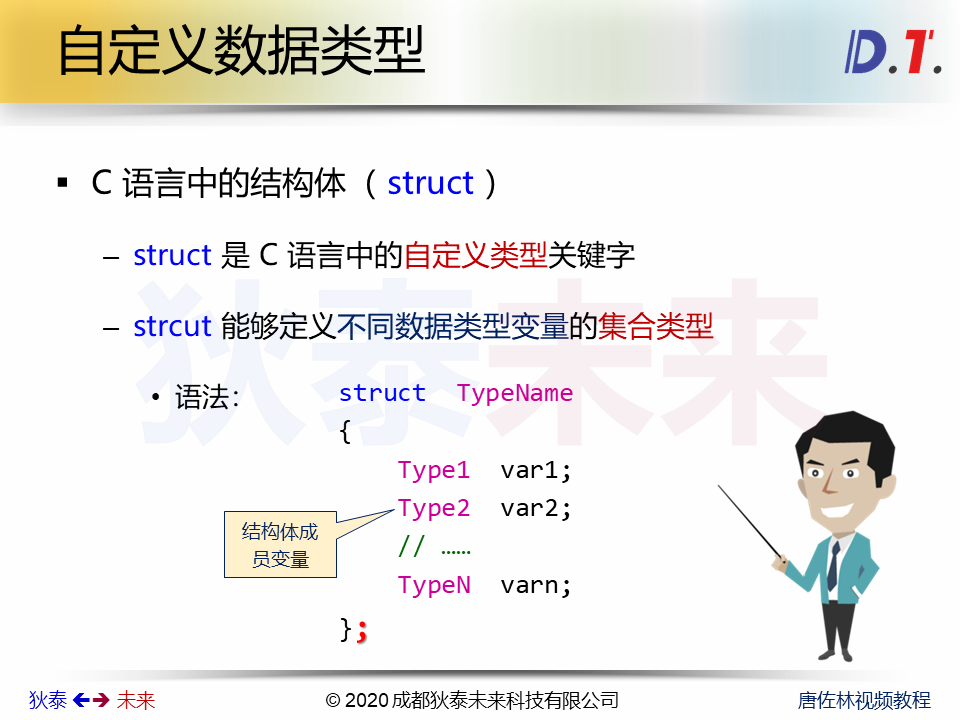 自定义数据类型
D.T.
▪ C 语言中的结构体 （ struct ）
– struct 是 C 语言中的自定义类型关键字
– strcut 能够定义不同数据类型变量的集合类型
• 语法：
struct TypeName
{
Type1 var1;
Type2 var2;
// ……
TypeN varn;
};
结构体成
员变量
狄泰未来
狄泰 🡸🡺 未来
© 2020 成都狄泰未来科技有限公司
唐佐林视频教程